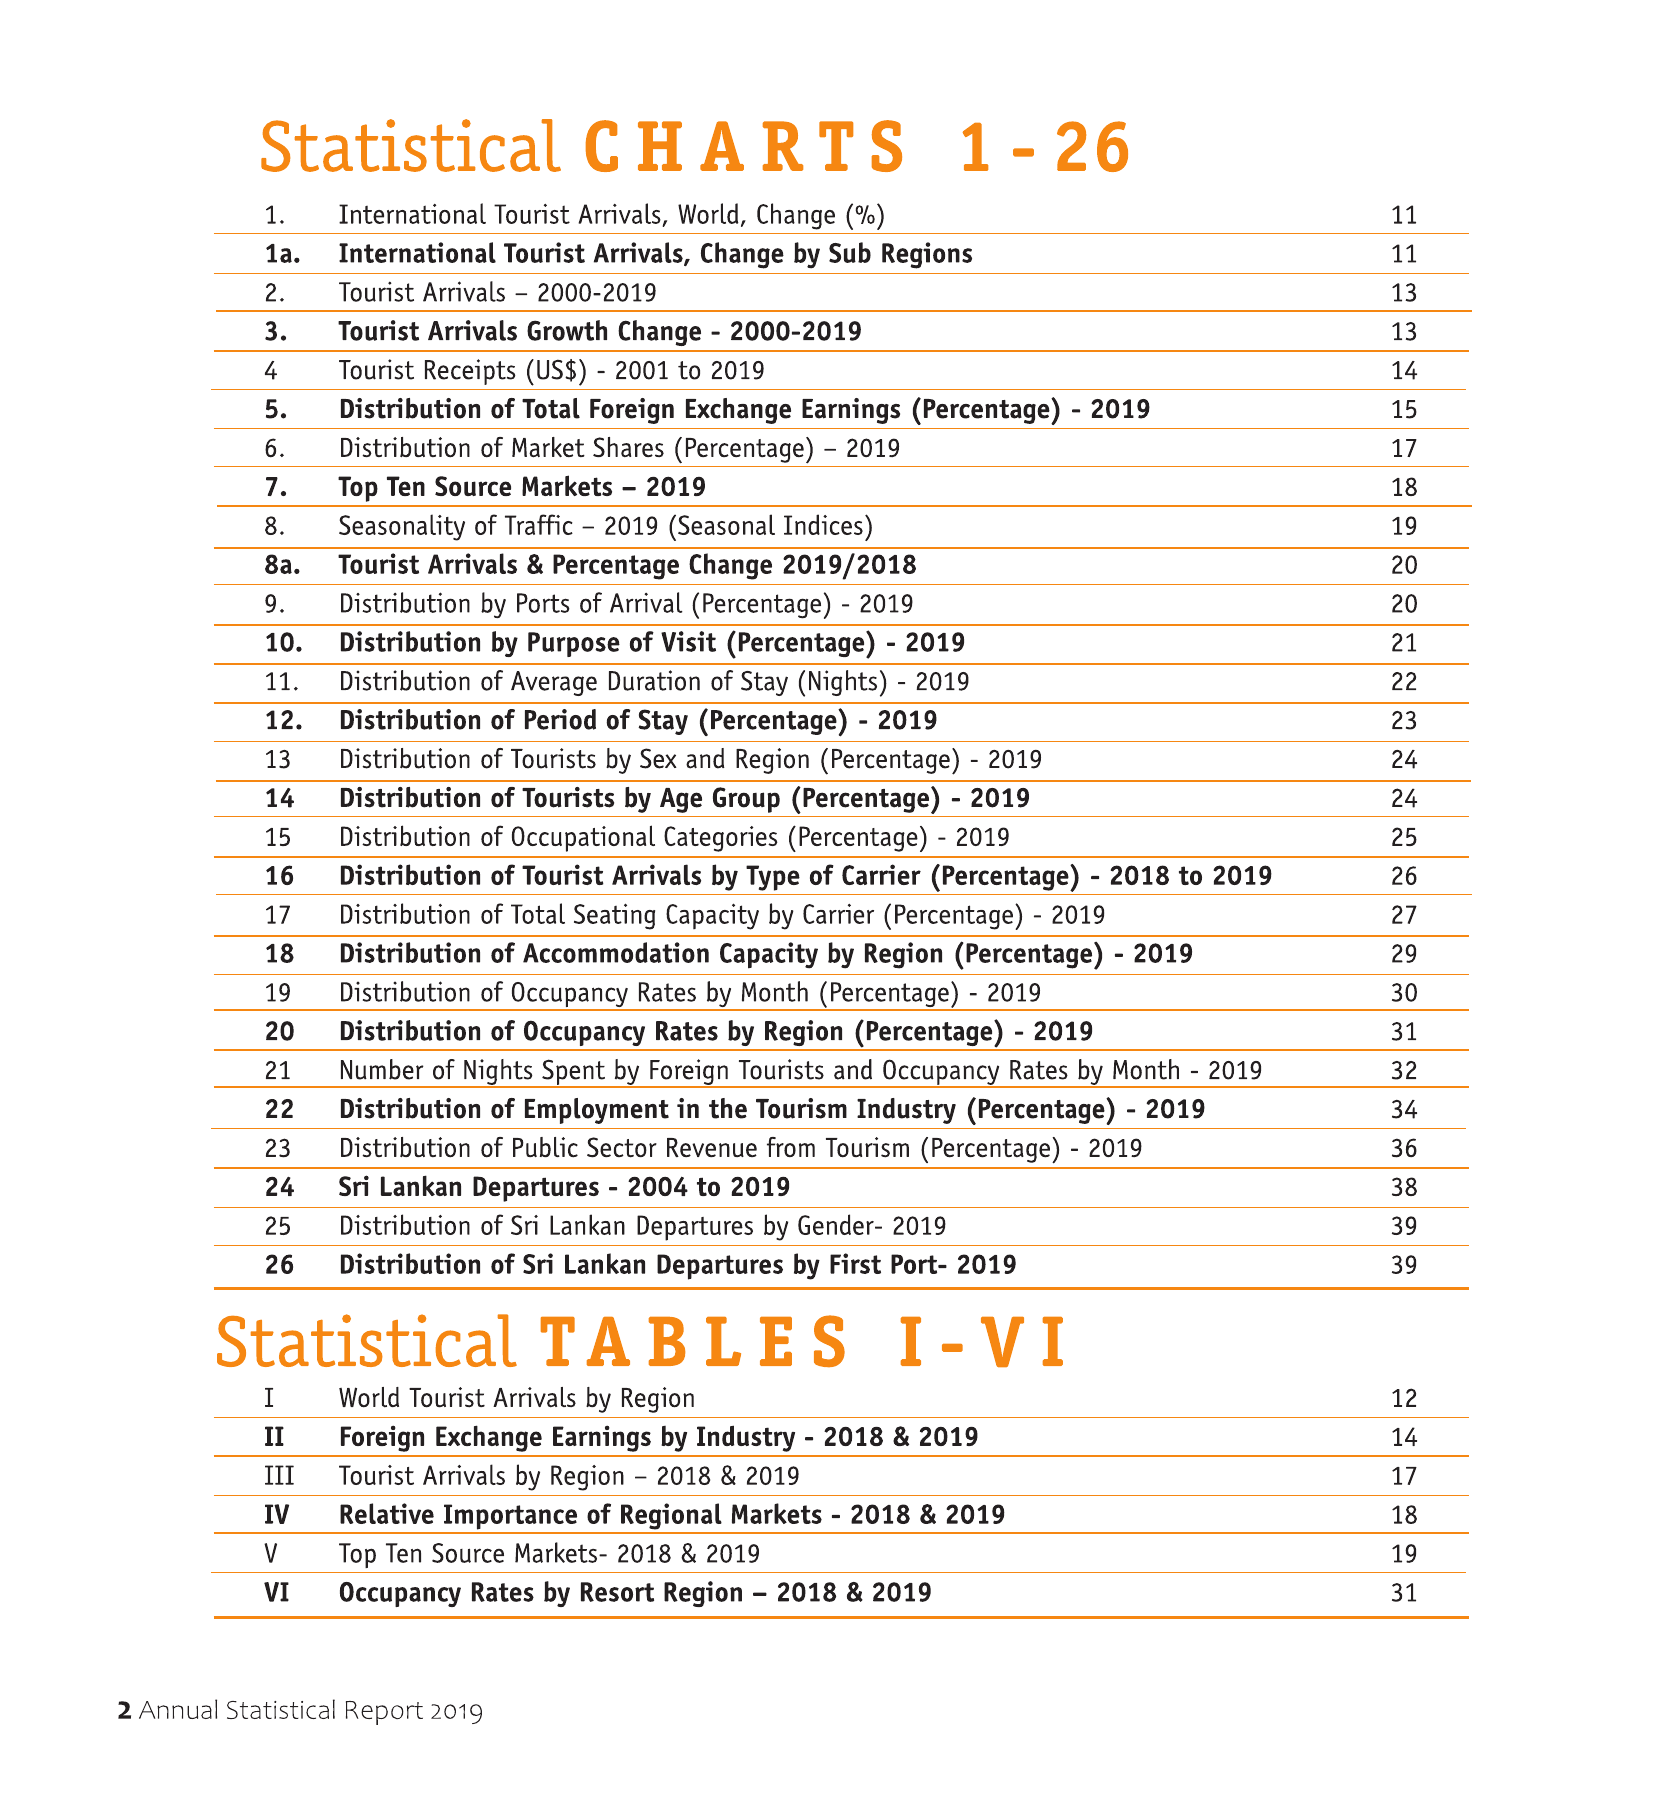 Statistical CHARTS 1-26
1. International Tourist Arrivals, World, Change (%) 11
1a. International Tourist Arrivals, Change by Sub Regions 11
2. Tourist Arrivals – 2000-2019 13
3. Tourist Arrivals Growth Change - 2000-2019 13
4 Tourist Receipts (US$) - 2001 to 2019 14
5. Distribution of Total Foreign Exchange Earnings (Percentage) - 2019 15
6. Distribution of Market Shares (Percentage) – 2019 17
7. Top Ten Source Markets – 2019 18
8. Seasonality of Traffic – 2019 (Seasonal Indices) 19
8a. Tourist Arrivals & Percentage Change 2019/2018 20
9. Distribution by Ports of Arrival (Percentage) - 2019 20
10. Distribution by Purpose of Visit (Percentage) - 2019 21
11. Distribution of Average Duration of Stay (Nights) - 2019 22
12. Distribution of Period of Stay (Percentage) - 2019 23
13 Distribution of Tourists by Sex and Region (Percentage) - 2019 24
14 Distribution of Tourists by Age Group (Percentage) - 2019 24
15 Distribution of Occupational Categories (Percentage) - 2019 25
16 Distribution of Tourist Arrivals by Type of Carrier (Percentage) - 2018 to 2019 26
17 Distribution of Total Seating Capacity by Carrier (Percentage) - 2019 27
18 Distribution of Accommodation Capacity by Region (Percentage) - 2019 29
19 Distribution of Occupancy Rates by Month (Percentage) - 2019 30
20 Distribution of Occupancy Rates by Region (Percentage) - 2019 31
21 Number of Nights Spent by Foreign Tourists and Occupancy Rates by Month - 2019 32
22 Distribution of Employment in the Tourism Industry (Percentage) - 2019 34
23 Distribution of Public Sector Revenue from Tourism (Percentage) - 2019 36
24 Sri Lankan Departures - 2004 to 2019 38
25 Distribution of Sri Lankan Departures by Gender- 2019 39
26 Distribution of Sri Lankan Departures by First Port- 2019 39
Statistical TABLES I-VI
I World Tourist Arrivals by Region 12
II Foreign Exchange Earnings by Industry - 2018 & 2019 14
III Tourist Arrivals by Region – 2018 & 2019 17
IV Relative Importance of Regional Markets - 2018 & 2019 18
V Top Ten Source Markets- 2018 & 2019 19
VI Occupancy Rates by Resort Region – 2018 & 2019 31
2 Annual Statistical Report 2019